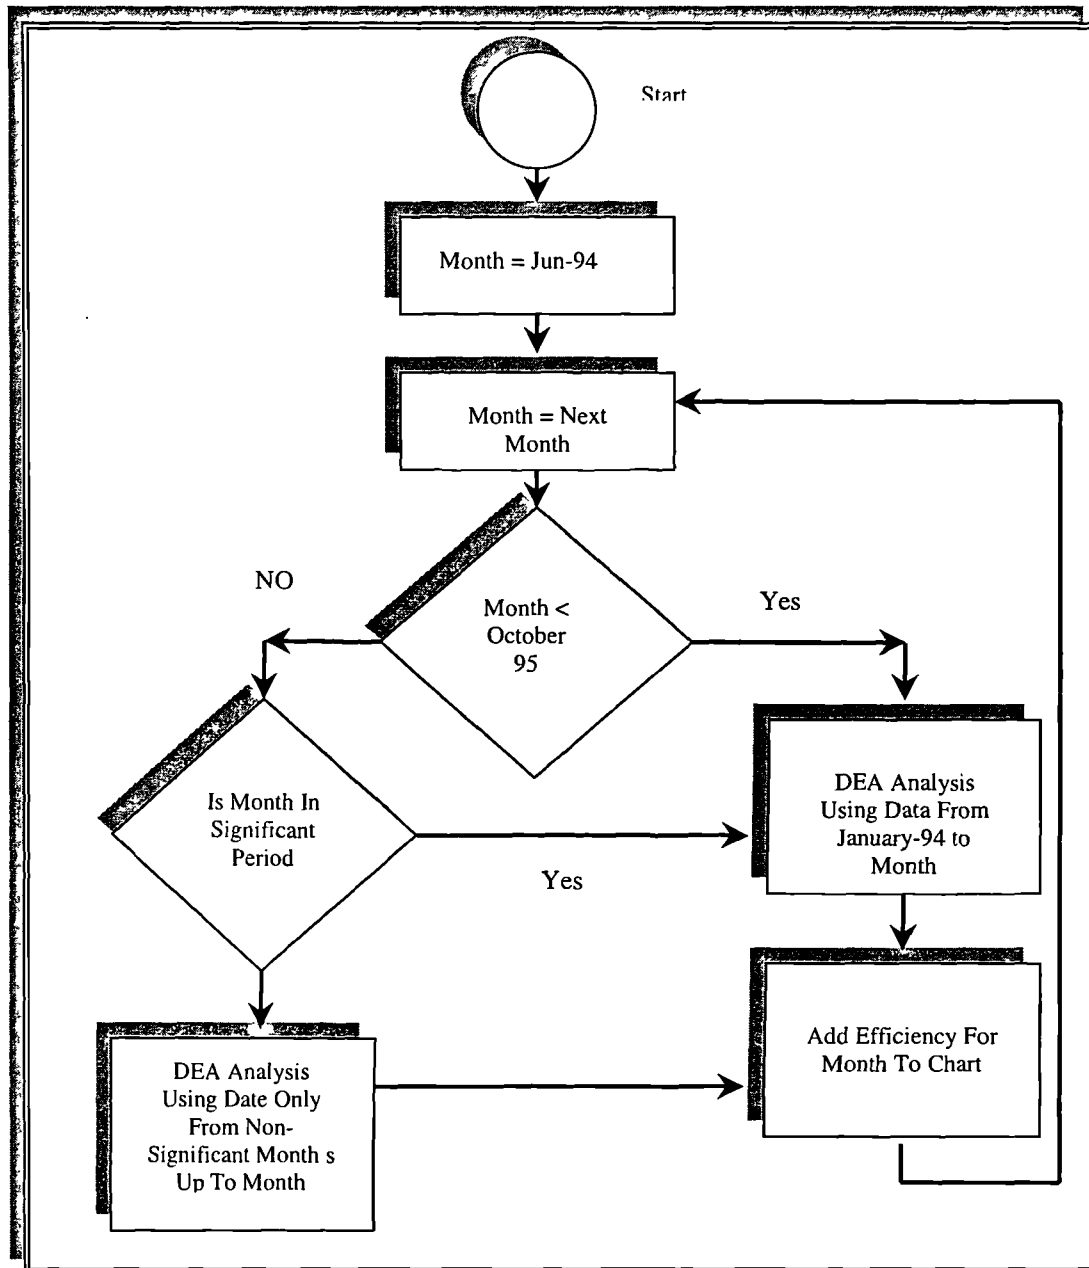 Start
Month = Jun-94
Month = Next
Month
NO
Month <
October
95
Yes
Is Month In
Significant
Period
Yes
DEA Analysis
Using Data From
January-94 to
Month
Add Efficiency For
Month To Chart
DEA Analysis
Using Date Only
From Non-
Significant Month s
Up To Month